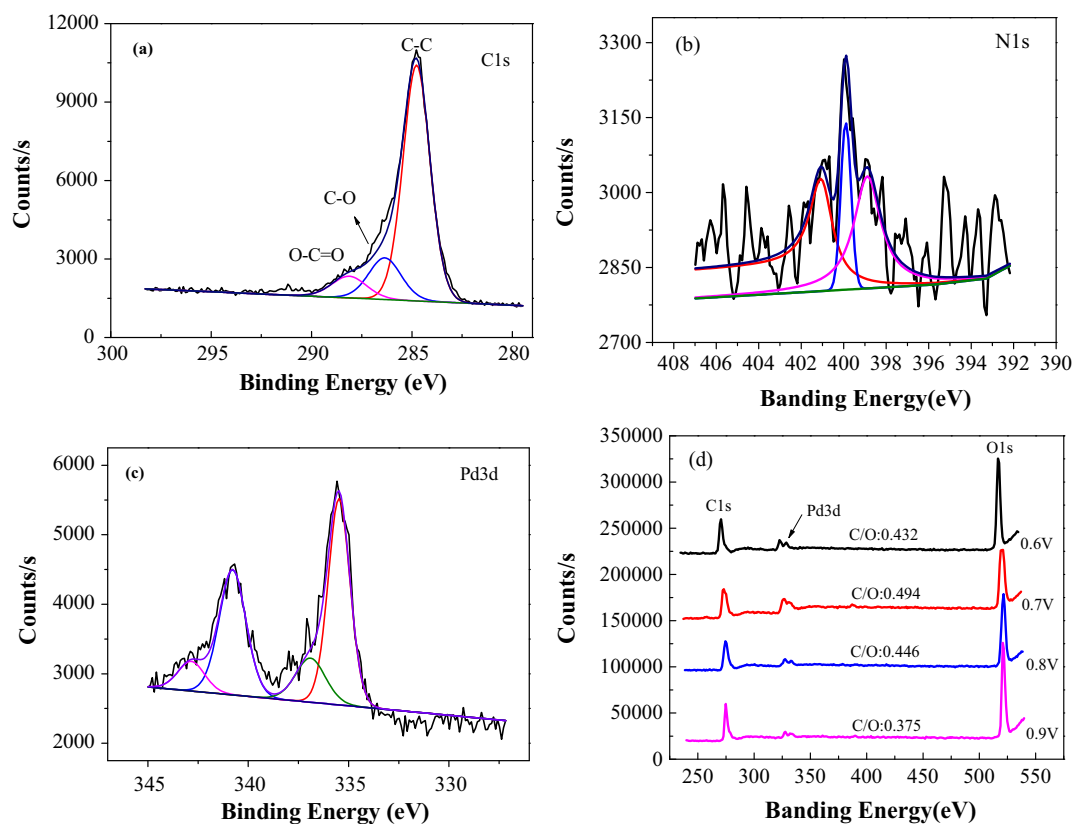 (a)
C1s
C-C
C-O
O-C=O
12000
9000
6000
3000
0
Counts/s
300 295 290 285 280
Binding Energy (eV)
(b)
N1s
3300
3150
3000
2850
2700
Counts/s
408 406 404 402 400 398 396 394 392 390
Banding Energy(eV)
(c)
Pd3d
6000
5000
4000
3000
2000
Counts/s
345 340 335 330
Binding Energy (eV)
(d)
O1s
C1s
Pd3d
C/O:0.432
0.6V
C/O:0.494
0.7V
C/O:0.446
0.8V
C/O:0.375
0.9V
350000
300000
250000
200000
150000
100000
50000
0
Counts/s
250 300 350 400 450 500 550
Banding Energy(eV)